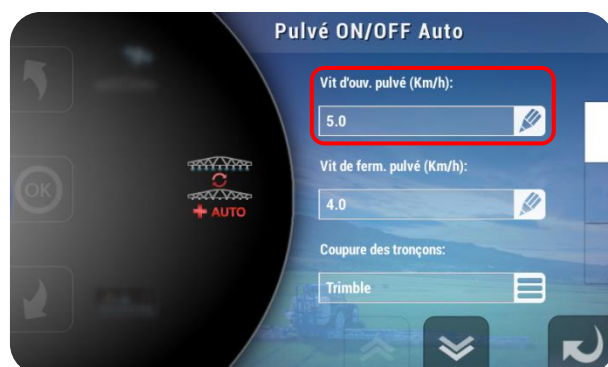 Pulvé ON/OFF Auto
Vit d'ouv. pulvé (Km/h):
5.0
Vit de ferm. pulvé (Km/h):
4.0
Coupure des tronçons:
Trimble
OK
+ AUTO